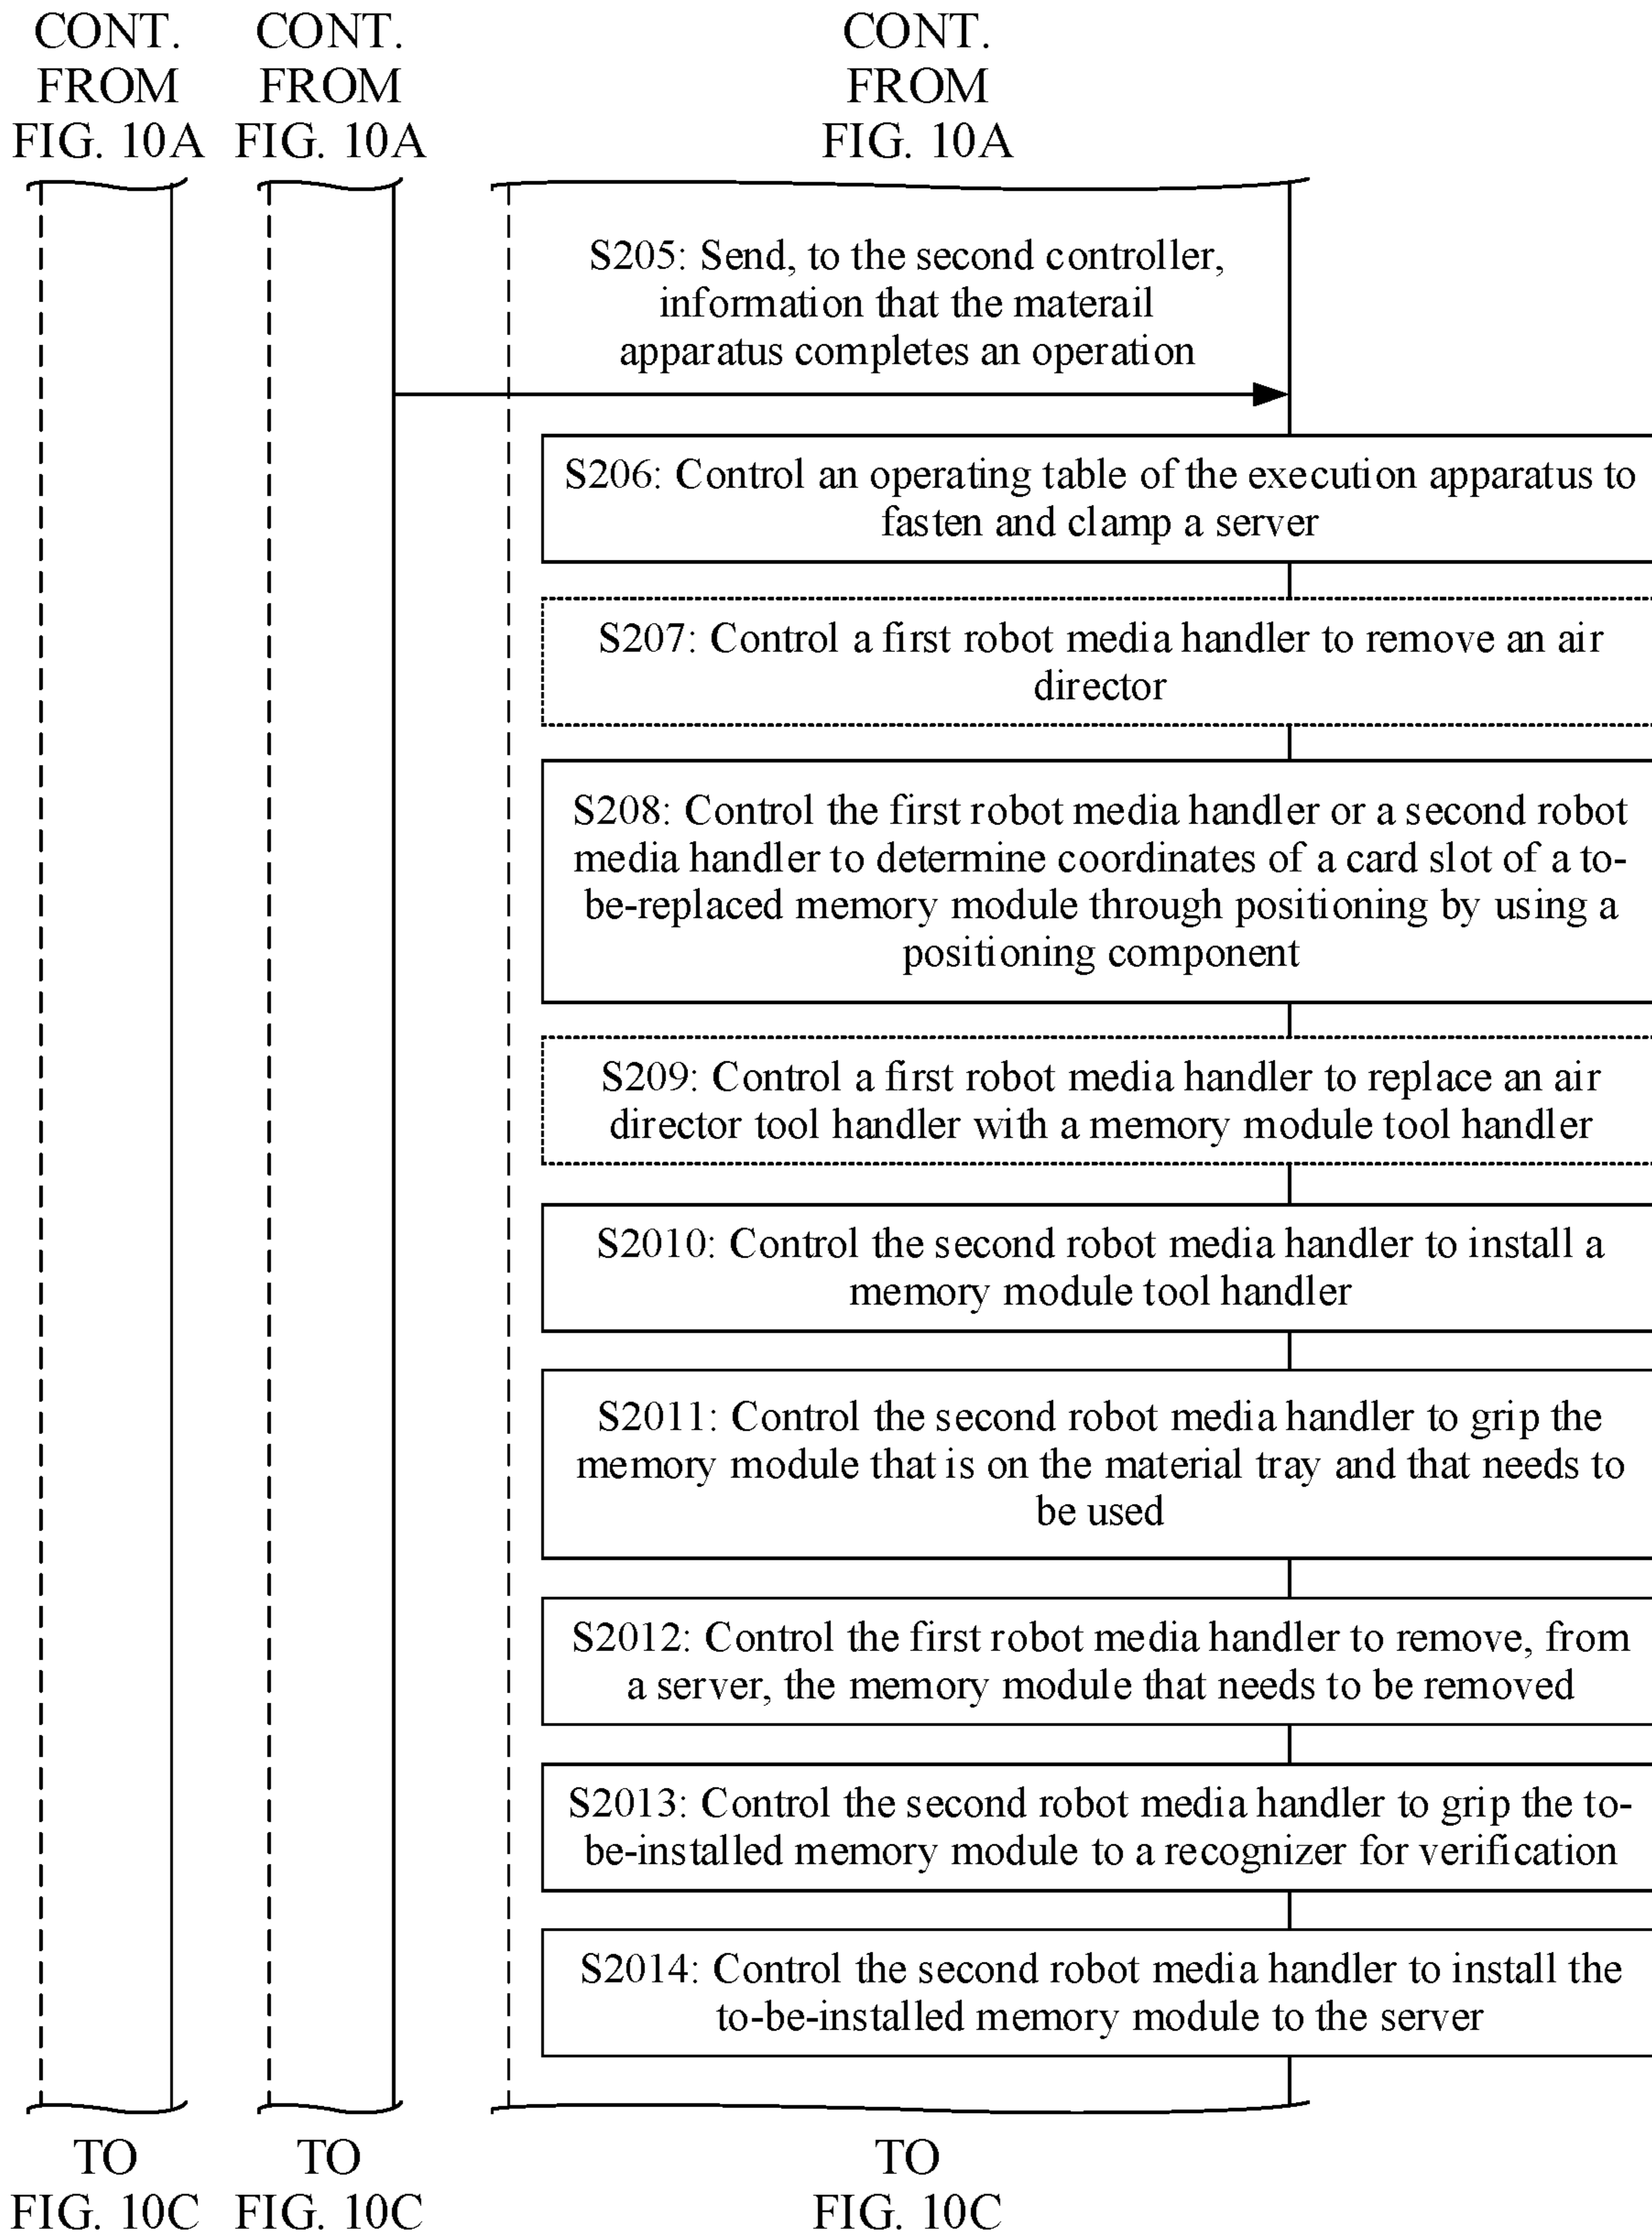 CONT.
FROM
FIG. 10A
CONT.
FROM
FIG. 10A
CONT.
FROM
FIG. 10A
S205: Send, to the second controller,
information that the materail
apparatus completes an operation
S206: Control an operating table of the execution apparatus to
fasten and clamp a server
S207: Control a first robot media handler to remove an air
director
S208: Control the first robot media handler or a second robot
media handler to determine coordinates of a card slot of a to-
be-replaced memory module through positioning by using a
positioning component
S209: Control a first robot media handler to replace an air
director tool handler with a memory module tool handler
S2010: Control the second robot media handler to install a
memory module tool handler
S2011: Control the second robot media handler to grip the
memory module that is on the material tray and that needs to
be used
S2012: Control the first robot media handler to remove, from
a server, the memory module that needs to be removed
S2013: Control the second robot media handler to grip the to-
be-installed memory module to a recognizer for verification
S2014: Control the second robot media handler to install the
to-be-installed memory module to the server
TO
FIG. 10C
TO
FIG. 10C
TO
FIG. 10C